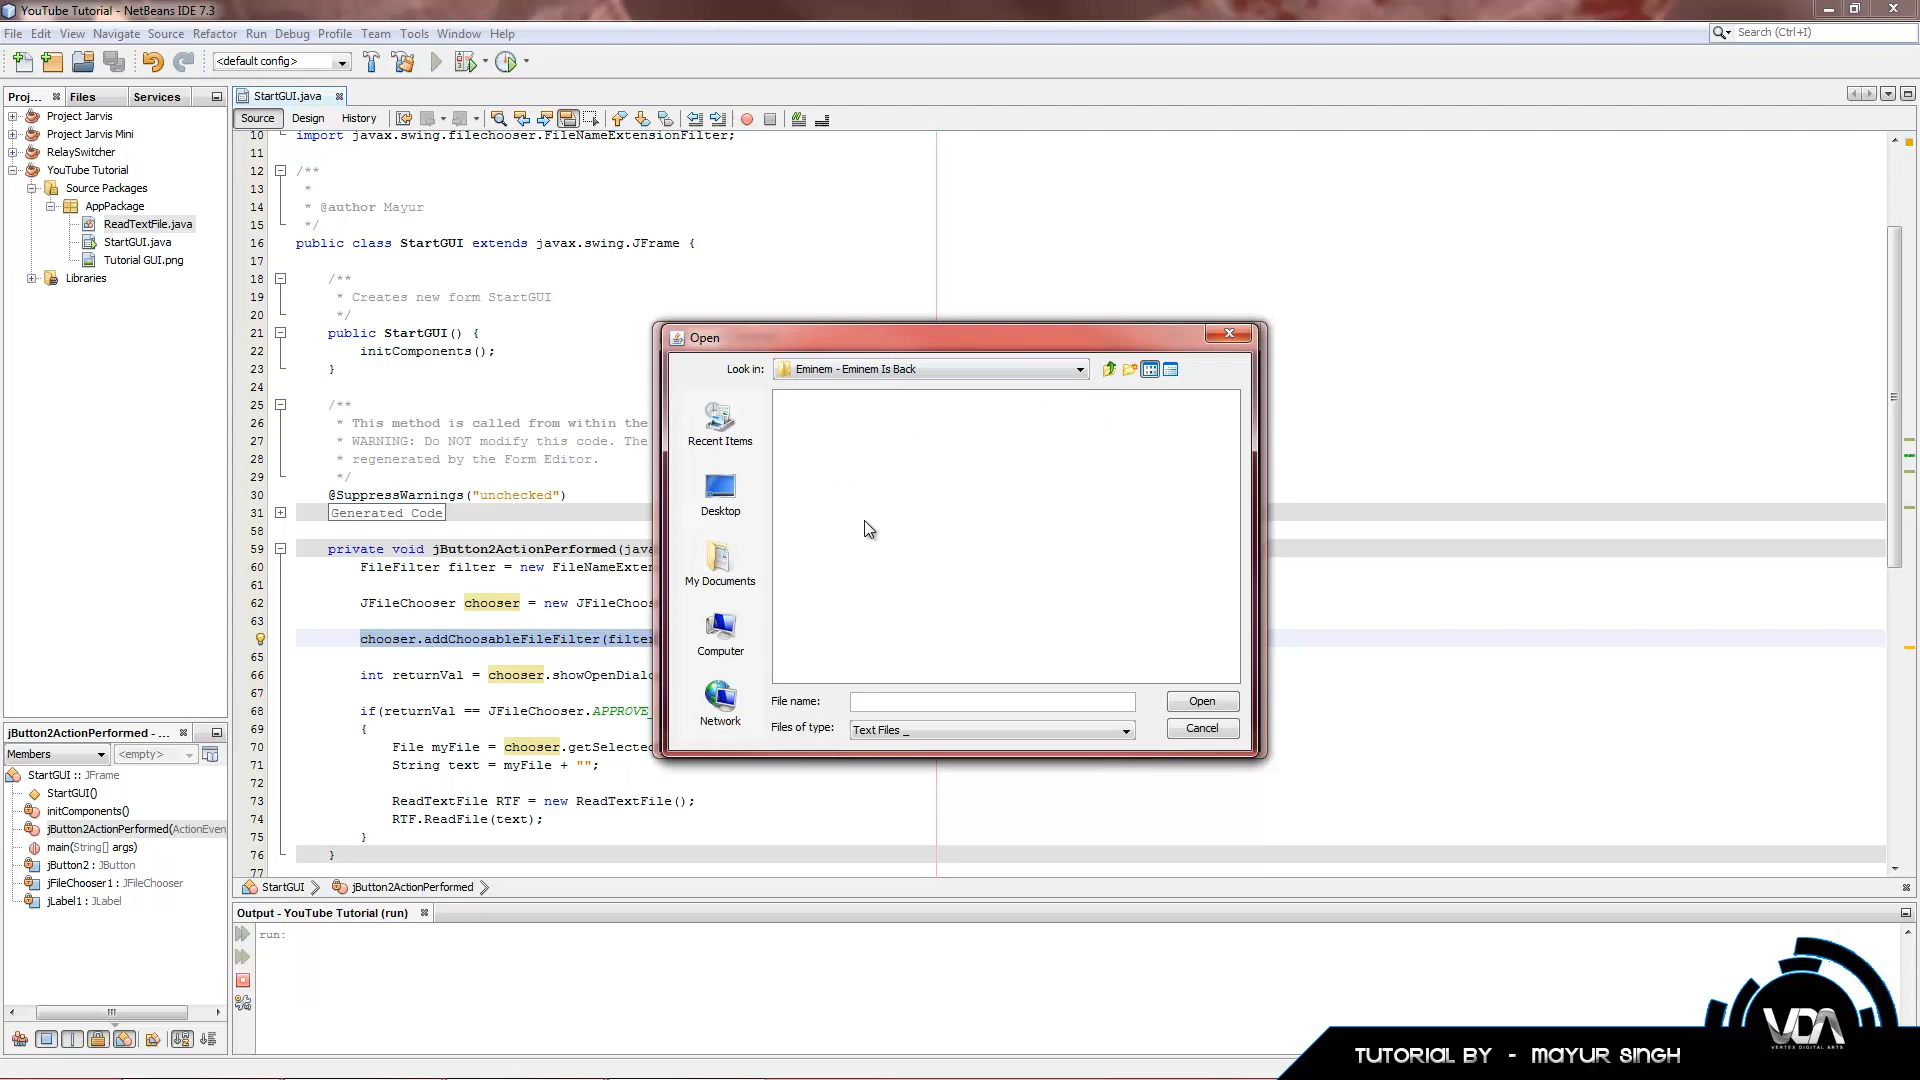 YouTube Tutorial - NetBeans IDE 7.3
File Edit View Navigate Source Refactor Run Debug Profile Team Tools Window Help
Search (Ctrl+I)
<default config>
Proj... Files Services
StartGUI.java
Source Design History
Project Jarvis
Project Jarvis Mini
RelaySwitcher
YouTube Tutorial
Source Packages
AppPackage
ReadTextFile.java
StartGUI.java
Tutorial GUI.png
Libraries
10 import javax.swing.filechooser.FileNameExtensionFilter;
11
12 /**
13 *
14 * @author Mayur
15 */
16 public class StartGUI extends javax.swing.JFrame {
17
18 /**
19 * Creates new form StartGUI
20 */
21 public StartGUI() {
22 initComponents();
23 }
24
25 /**
26 * This method is called from within the
27 * WARNING: Do NOT modify this code. The
28 * regenerated by the Form Editor.
29 */
30 @SuppressWarnings("unchecked")
31 Generated Code
58
59 private void jButton2ActionPerformed(java
60 FileFilter filter = new FileNameExten
61
62 JFileChooser chooser = new JFileChoos
63
chooser.addChoosableFileFilter(filter
65
66 int returnVal = chooser.showOpenDialo
67
68 if(returnVal == JFileChooser.APPROVE_
69 {
70 File myFile = chooser.getSelected
71 String text = myFile + "";
72
73 ReadTextFile RTF = new ReadTextFile();
74 RTF.ReadFile(text);
75 }
76 }
77
Open
Look in: Eminem - Eminem Is Back
Recent Items
Desktop
My Documents
Computer
Network
File name:
Open
Files of type: Text Files _
Cancel
jButton2ActionPerformed - ...
Members <empty>
StartGUI :: JFrame
StartGUI()
initComponents()
jButton2ActionPerformed(ActionEven
main(String[] args)
jButton2 : JButton
jFileChooser1 : JFileChooser
jLabel1 : JLabel
StartGUI jButton2ActionPerformed
Output - YouTube Tutorial (run)
run:
VDA
VERTEX DIGITAL ARTS
TUTORIAL BY - MAYUR SINGH